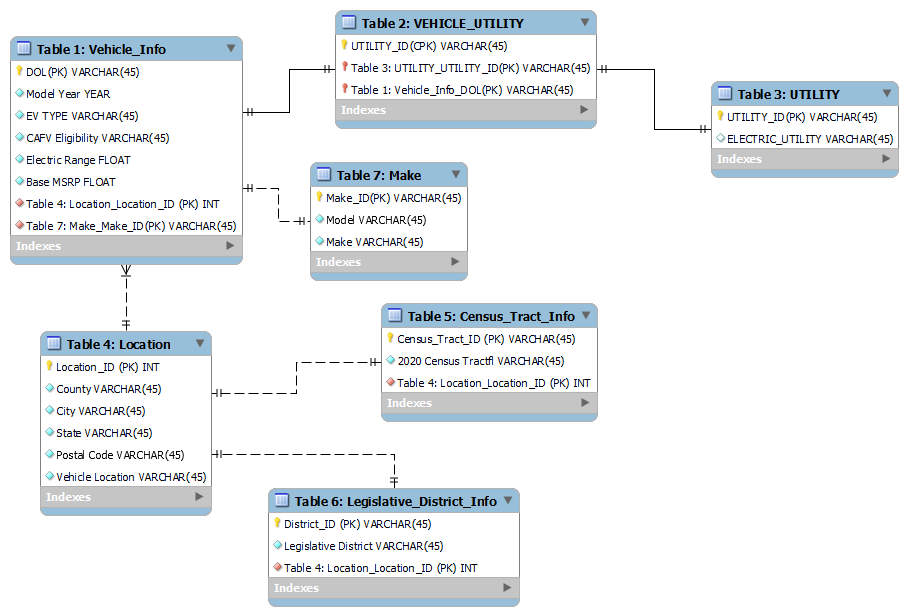 Table 1: Vehicle_Info
DOL(PK) VARCHAR(45)
Model Year YEAR
EV TYPE VARCHAR(45)
CAFV Eligibility VARCHAR(45)
Electric Range FLOAT
Base MSRP FLOAT
Table 4: Location_Location_ID (PK) INT
Table 7: Make_Make_ID(PK) VARCHAR(45)
Indexes
Table 2: VEHICLE_UTILITY
UTILITY_ID(CPK) VARCHAR(45)
Table 3: UTILITY_UTILITY_ID(PK) VARCHAR(45)
Table 1: Vehicle_Info_DOL(PK) VARCHAR(45)
Indexes
Table 3: UTILITY
UTILITY_ID(PK) VARCHAR(45)
ELECTRIC_UTILITY VARCHAR(45)
Indexes
Table 7: Make
Make_ID(PK) VARCHAR(45)
Model VARCHAR(45)
Make VARCHAR(45)
Indexes
Table 4: Location
Location_ID (PK) INT
County VARCHAR(45)
City VARCHAR(45)
State VARCHAR(45)
Postal Code VARCHAR(45)
Vehicle Location VARCHAR(45)
Indexes
Table 5: Census_Tract_Info
Census_Tract_ID (PK) VARCHAR(45)
2020 Census Tractfl VARCHAR(45)
Table 4: Location_Location_ID (PK) INT
Indexes
Table 6: Legislative_District_Info
District_ID (PK) VARCHAR(45)
Legislative District VARCHAR(45)
Table 4: Location_Location_ID (PK) INT
Indexes